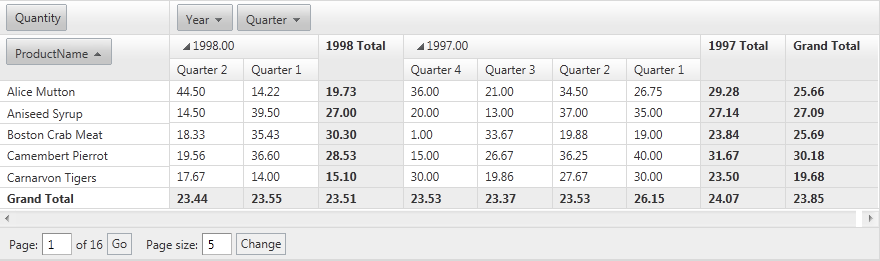 Quantity Year Quarter
ProductName 1998.00 1998 Total 1997.00 1997 Total Grand Total
Quarter 2 Quarter 1 Quarter 4 Quarter 3 Quarter 2 Quarter 1
Alice Mutton 44.50 14.22 19.73 36.00 21.00 34.50 26.75 29.28 25.66
Aniseed Syrup 14.50 39.50 27.00 20.00 13.00 37.00 35.00 27.14 27.09
Boston Crab Meat 18.33 35.43 30.30 1.00 33.67 19.88 19.00 23.84 25.69
Camembert Pierrot 19.56 36.60 28.53 15.00 26.67 36.25 40.00 31.67 30.18
Carnarvon Tigers 17.67 14.00 15.10 30.00 19.86 27.67 30.00 23.50 19.68
Grand Total 23.44 23.55 23.51 23.53 23.37 23.53 26.15 24.07 23.85
Page: 1 of 16 Go Page size: 5 Change